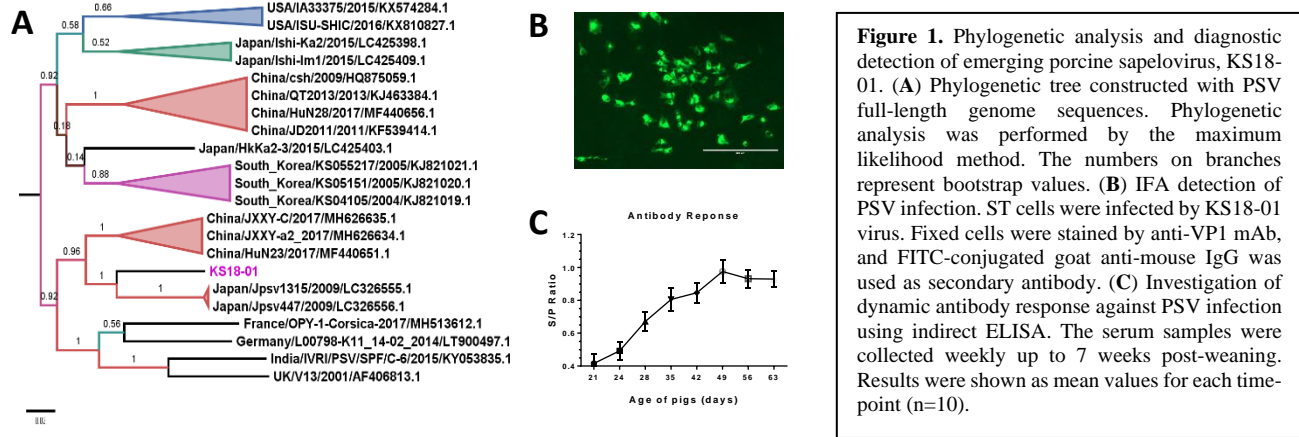 A
0.66
USA/IA33375/2015/KX574284.1
USA/ISU-SHIC/2016/KX810827.1
0.58
0.52
Japan/Ishi-Ka2/2015/LC425398.1
Japan/Ishi-Im1/2015/LC425409.1
0.92
1
China/csh/2009/HQ875059.1
China/QT2013/2013/KJ463384.1
China/HuN28/2017/MF440656.1
China/JD2011/2011/KF539414.1
0.18
0.14
Japan/HkKa2-3/2015/LC425403.1
0.88
South_Korea/KS055217/2005/KJ821021.1
South_Korea/KS05151/2005/KJ821020.1
South_Korea/KS04105/2004/KJ821019.1
1
China/JXXY-C/2017/MH626635.1
China/JXXY-a2_2017/MH626634.1
China/HuN23/2017/MF440651.1
0.96
1
KS18-01
1
Japan/Jpsv1315/2009/LC326555.1
Japan/Jpsv447/2009/LC326556.1
0.92
0.56
France/OPY-1-Corsica-2017/MH513612.1
Germany/L00798-K11_14-02_2014/LT900497.1
1
1
India/IVRI/PSV/SPF/C-6/2015/KY053835.1
UK/V13/2001/AF406813.1
B
C
Antibody Reponse
S/P Ratio
1.2
1.0
0.8
0.6
0.4
21 24 28 35 42 49 56 63
Age of pigs (days)
Figure 1. Phylogenetic analysis and diagnostic
detection of emerging porcine sapelovirus, KS18-
01. (A) Phylogenetic tree constructed with PSV
full-length genome sequences. Phylogenetic
analysis was performed by the maximum
likelihood method. The numbers on branches
represent bootstrap values. (B) IFA detection of
PSV infection. ST cells were infected by KS18-01
virus. Fixed cells were stained by anti-VP1 mAb,
and FITC-conjugated goat anti-mouse IgG was
used as secondary antibody. (C) Investigation of
dynamic antibody response against PSV infection
using indirect ELISA. The serum samples were
collected weekly up to 7 weeks post-weaning.
Results were shown as mean values for each time-
point (n=10).